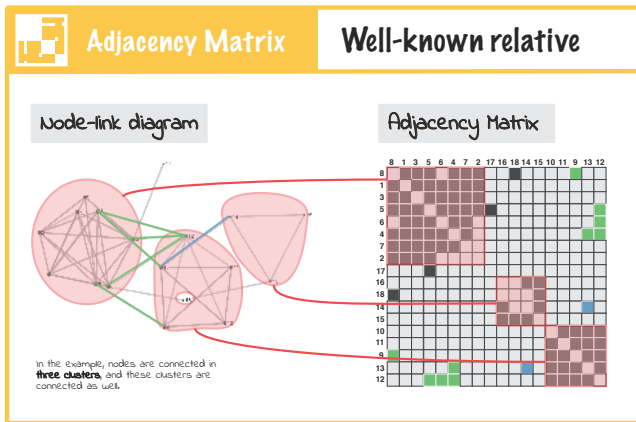 Adjacency Matrix
Well-known relative
Node-link diagram
Adjacency Matrix
8 1 3 5 6 4 7 2 17 16 18 14 15 10 11 9 13 12
8
1
3
5
6
4
7
2
17
16
18
14
15
10
11
9
13
12
In the example, nodes are connected in
three clusters, and these clusters are
connected as well.